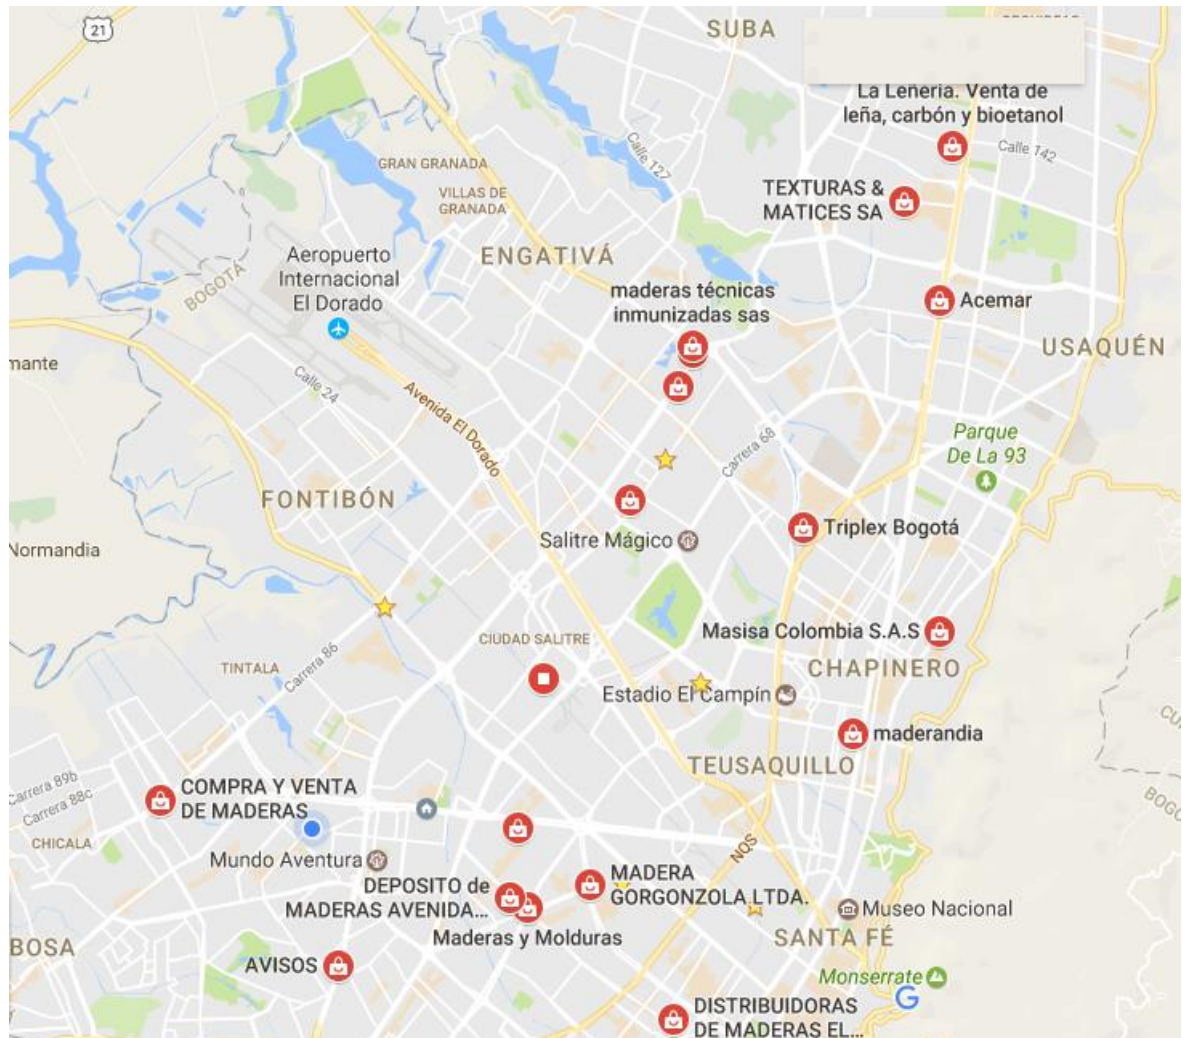 21
SUBA
La Leñeria. Venta de
leña, carbón y bioetanol
Calle 142
Calle 127
GRAN GRANADA
VILLAS DE
GRANADA
TEXTURAS &
MATICES SA
ENGATIVÁ
Aeropuerto
Internacional
El Dorado
BOGOTÁ
maderas técnicas
inmunizadas sas
Acemar
USAQUÉN
mante
Calle 24
Avenida El Dorado
Carrera 68
Parque
De La 93
FONTIBÓN
Normandia
Salitre Mágico
Triplex Bogotá
CIUDAD SALITRE
Masisa Colombia S.A.S
CHAPINERO
TINTALA
Carrera 86
Estadio El Campín
maderandia
TEUSAQUILLO
Carrera 89b
Carrera 88c
COMPRA Y VENTA
DE MADERAS
CHICALA
Mundo Aventura
NQS
BOGO
DEPOSITO de
MADERAS AVENIDA...
MADERA
GORGONZOLA LTDA.
Maderas y Molduras
Museo Nacional
SANTA FÉ
BOSA
AVISOS
Monserrate
G
DISTRIBUIDORAS
DE MADERAS EL...